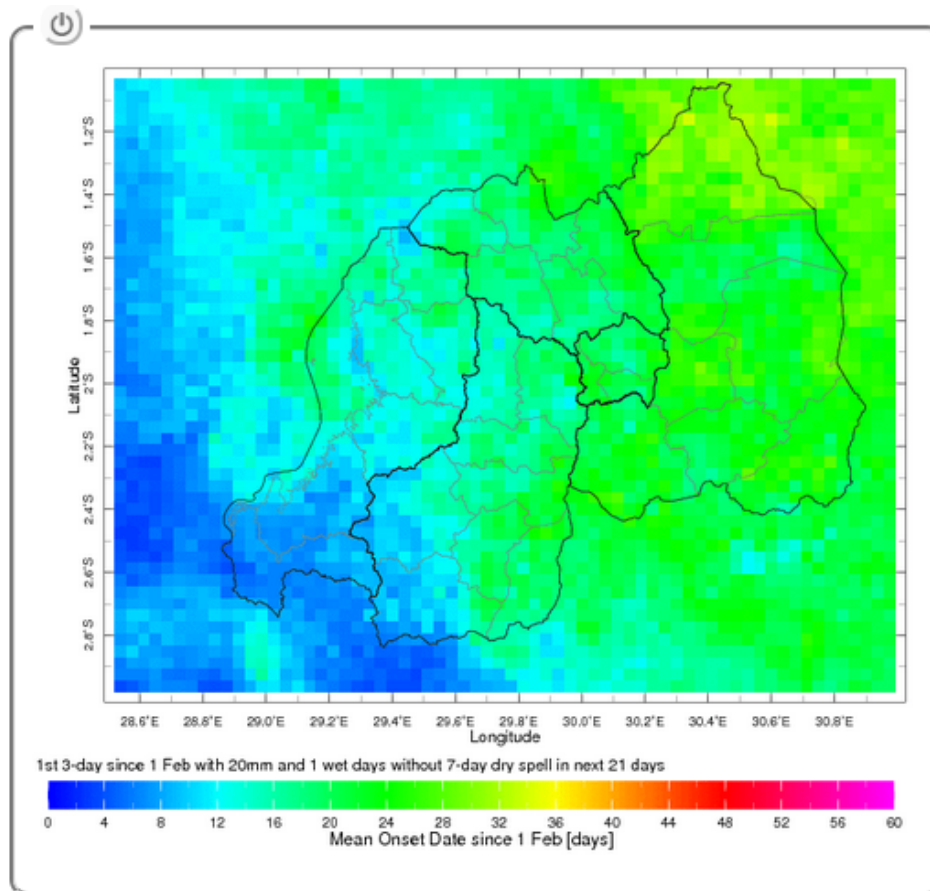 1.2°S
1.4°S
1.6°S
1.8°S
2°S
2.2°S
2.4°S
2.6°S
2.8°S
Latitude
28.6°E 28.8°E 29.0°E 29.2°E 29.4°E 29.6°E 29.8°E 30.0°E 30.2°E 30.4°E 30.6°E 30.8°E
Longitude
1st 3-day since 1 Feb with 20mm and 1 wet days without 7-day dry spell in next 21 days
0 4 8 12 16 20 24 28 32 36 40 44 48 52 56 60
Mean Onset Date since 1 Feb [days]